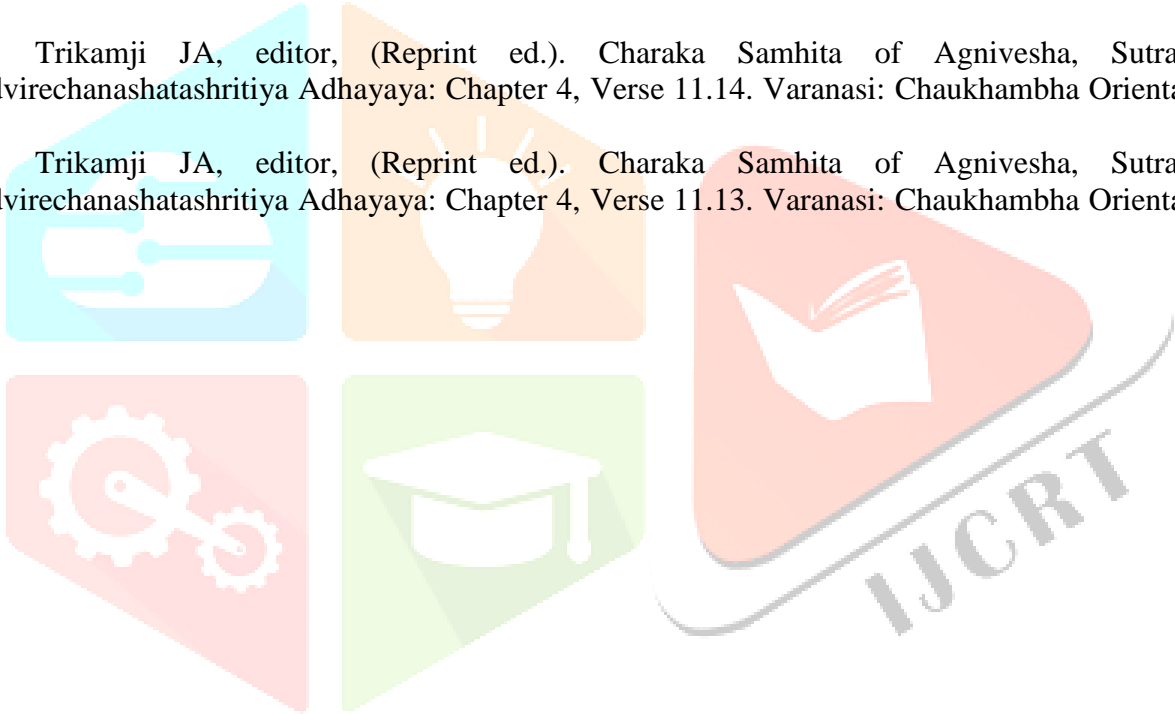 Trikamji JA, editor, (Reprint ed.). Charaka Samhita of Agnivesha, Sutra
dvirechanashatashritiya Adhayaya: Chapter 4, Verse 11.14. Varanasi: Chaukhambha Orienta
Trikamji JA, editor, (Reprint ed.). Charaka Samhita of Agnivesha, Sutra
dvirechanashatashritiya Adhayaya: Chapter 4, Verse 11.13. Varanasi: Chaukhambha Orienta
IJCRT